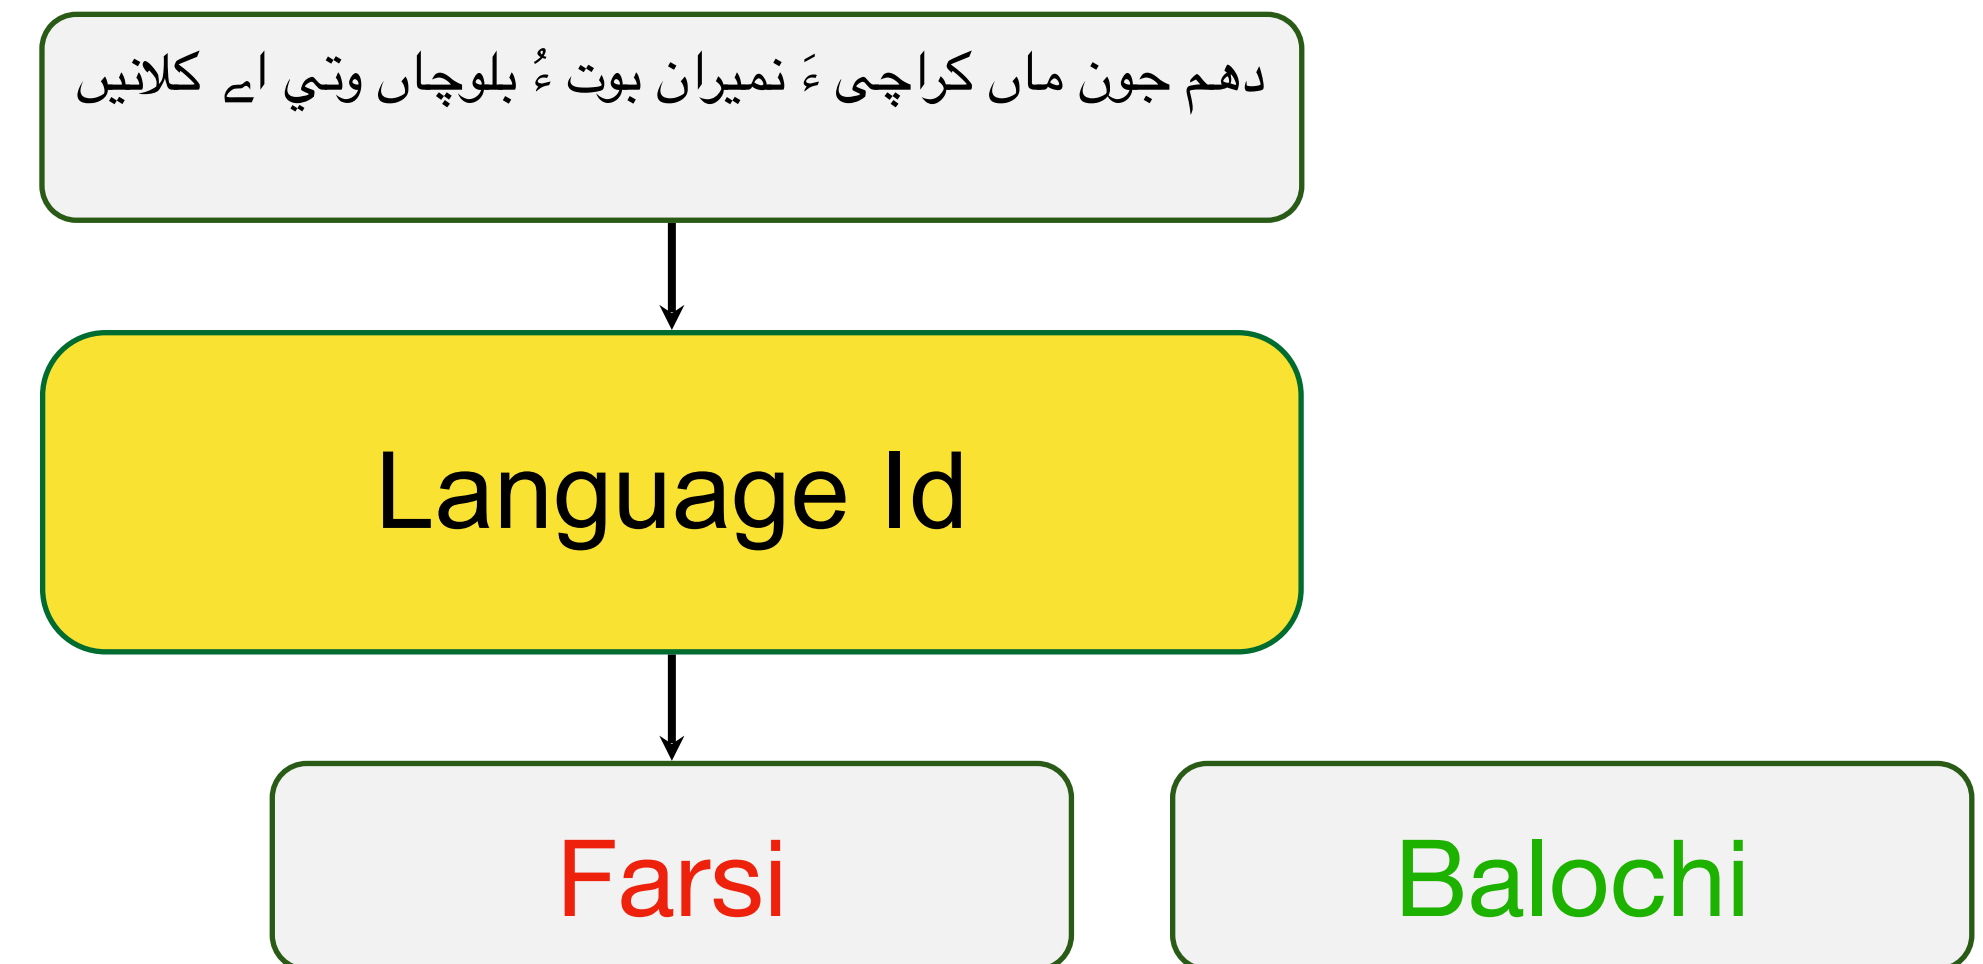 دهم جون ماں کراچی ءَ نمیران بوت ءُ بلوچاں وتي اے کلانیں
Language Id
Farsi
Balochi